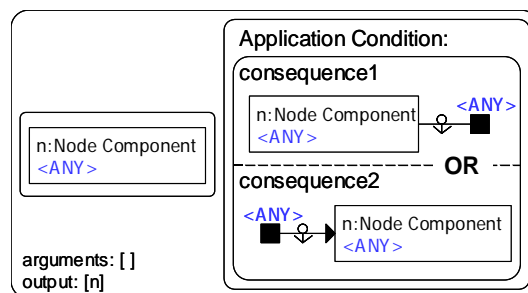 Application Condition:
consequence1
n:Node Component
<ANY>
<ANY>
OR
consequence2
<ANY>
n:Node Component
<ANY>
n:Node Component
<ANY>
arguments: [ ]
output: [n]